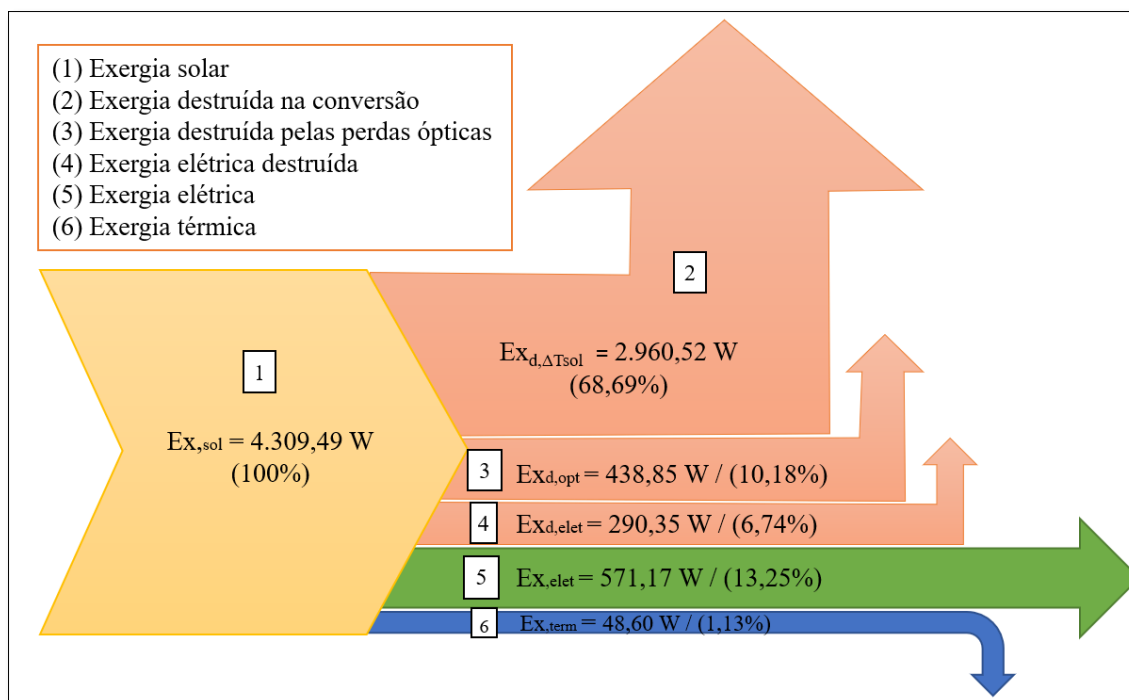 (1) Exergia solar
(2) Exergia destruída na conversão
(3) Exergia destruída pelas perdas ópticas
(4) Exergia elétrica destruída
(5) Exergia elétrica
(6) Exergia térmica
2
Exd,ΔTsol = 2.960,52 W
(68,69%)
1
Ex,sol = 4.309,49 W
(100%)
3 Exd,opt = 438,85 W / (10,18%)
4 Exd,elet = 290,35 W / (6,74%)
5 Ex,elet = 571,17 W / (13,25%)
6 Ex,term = 48,60 W / (1,13%)